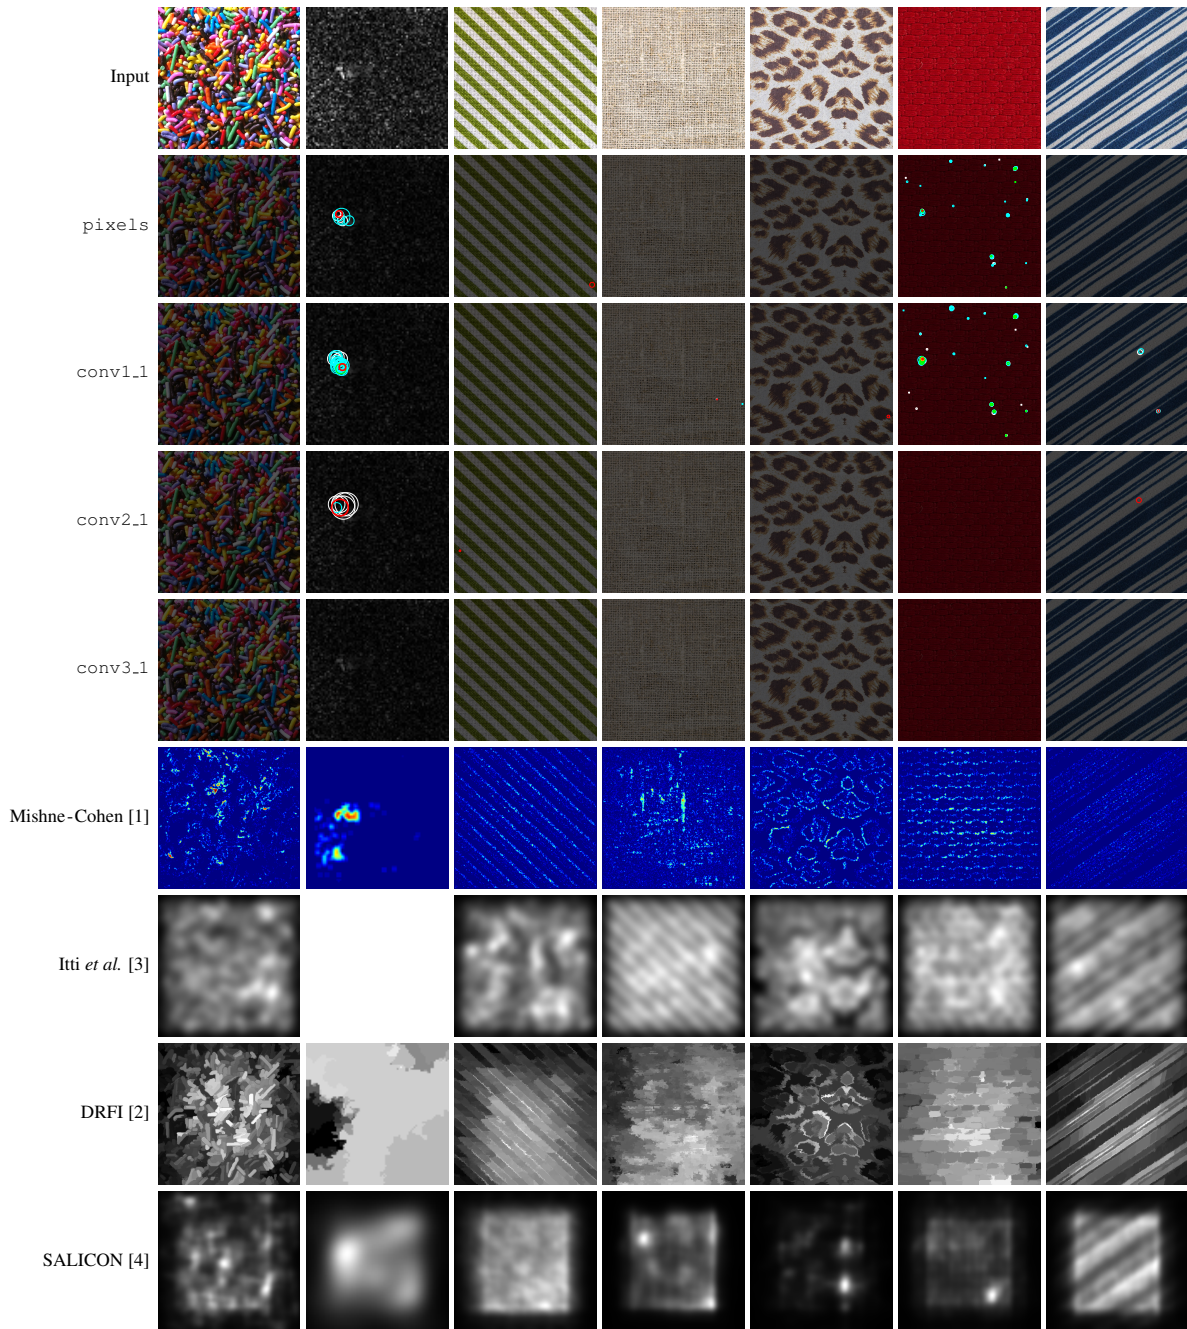 Input
pixels
conv1_1
conv2_1
conv3_1
Mishne-Cohen [1]
Itti et al. [3]
DRFI [2]
SALICON [4]